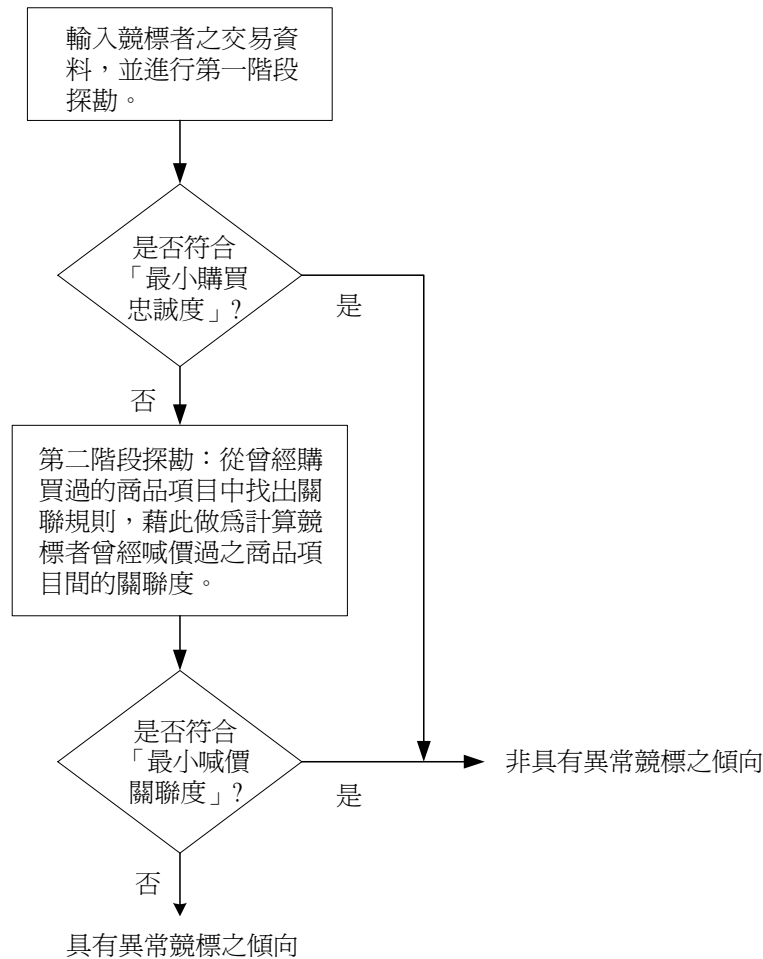 輸入競標者之交易資
料，並進行第一階段
探勘。
是否符合
「最小購買
忠誠度」?
是
否
第二階段探勘：從曾經購
買過的商品項目中找出關
聯規則，藉此做為計算競
標者曾經喊價過之商品項
目間的關聯度。
是否符合
「最小喊價
關聯度」?
非具有異常競標之傾向
是
否
具有異常競標之傾向